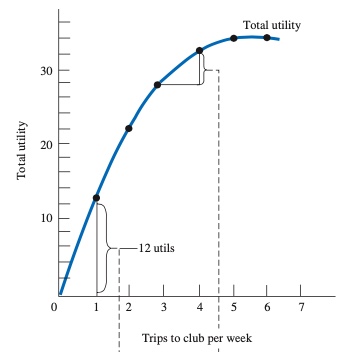 Total utility
30
20
10
Total utility
12 utils
0 1 2 3 4 5 6 7
Trips to club per week